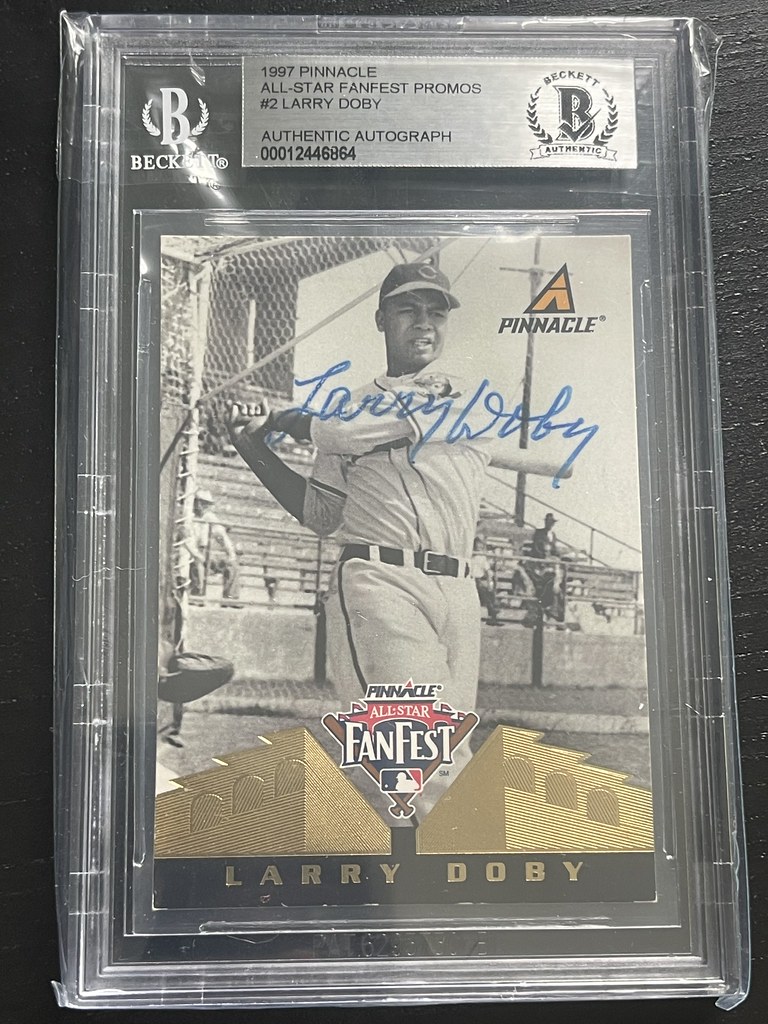 1997 PINNACLE
ALL-STAR FANFEST PROMOS
#2 LARRY DOBY
AUTHENTIC AUTOGRAPH
00012446864
B
BECKETT®
BECKETT
B
AUTHENTIC
C
PINNACLE®
Larry Doby
PINNACLE®
ALL-STAR
FANFEST
SM
LARRY DOBY